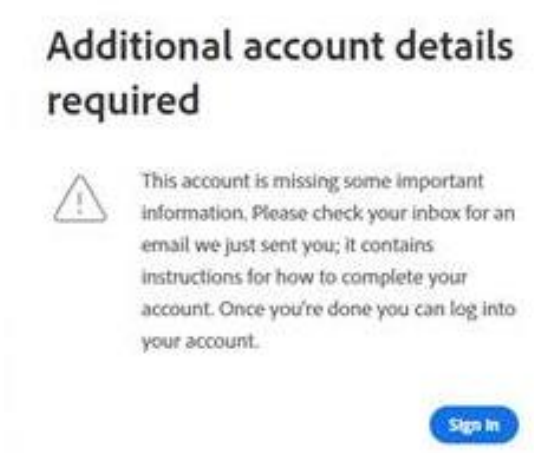 Additional account details
required
This account is missing some important
information. Please check your inbox for an
email we just sent you; it contains
instructions for how to complete your
account. Once you're done you can log into
your account.
Sign In